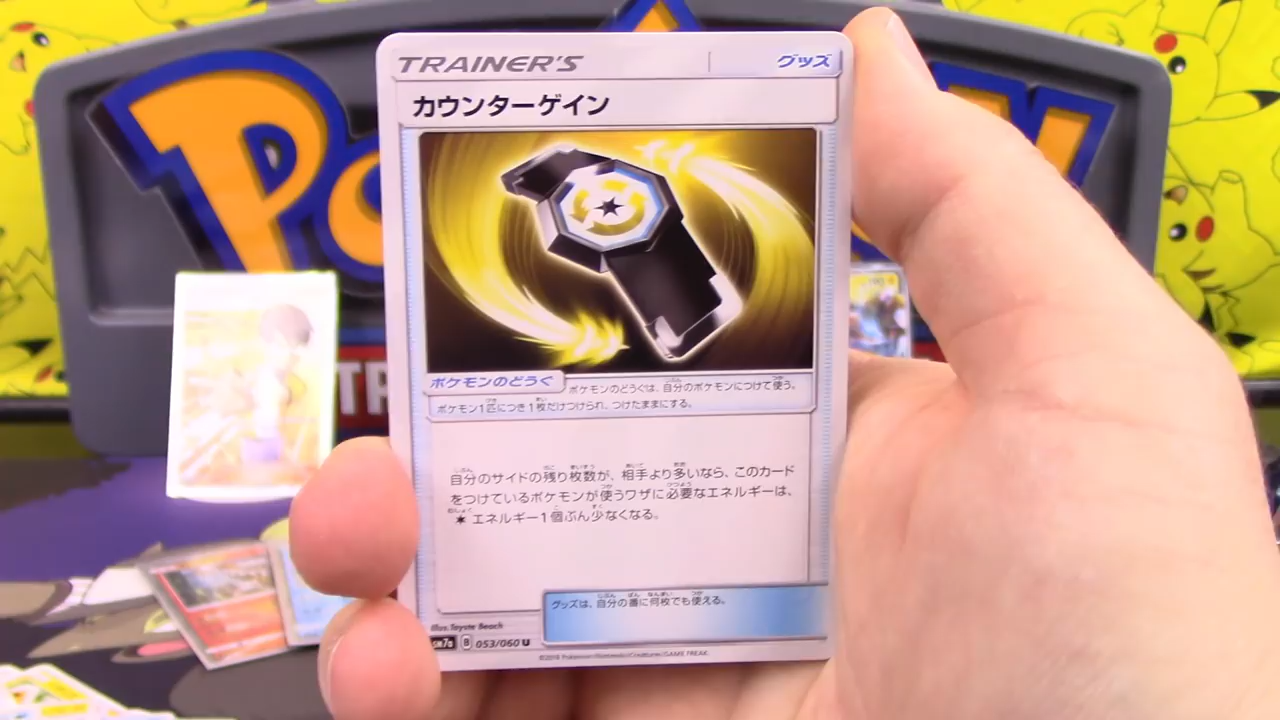 TRAINER'S
グッズ
カウンターゲイン
ポケモンのどうぐ
ポケモンのどうぐは、自分のポケモンにつけて使う。
ポケモン1匹につき1枚だけつけられ、つけたままにする。
自分のサイドの残り枚数が、相手より多いなら、このカード
をつけているポケモンが使うワザに必要なエネルギーは、
エネルギー1個ぶん少なくなる。
グッズは、自分の番に何枚でも使える。
Illus. Toyste Beach
SM7a B 053/060 U
©2018 Pokémon/Nintendo/Creatures/GAME FREAK.